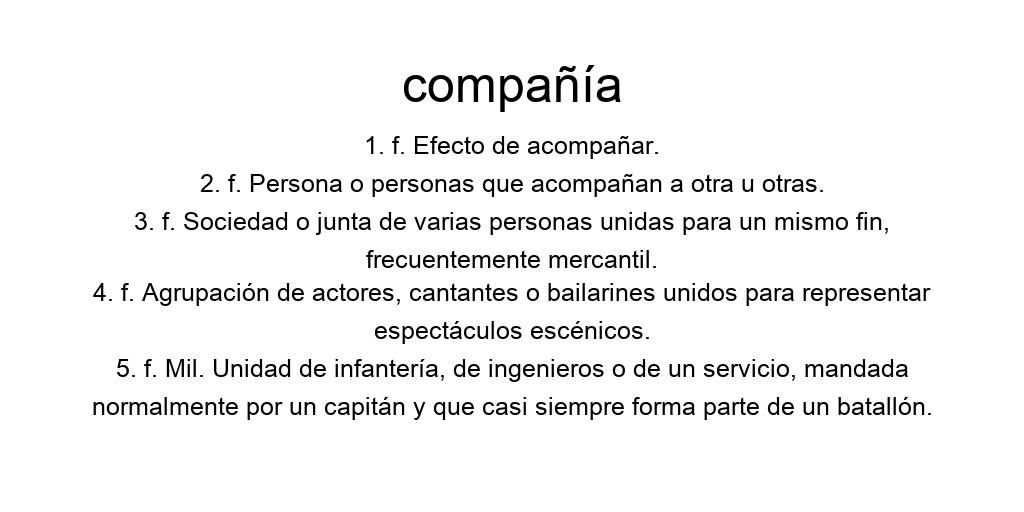 compañía
1. f. Efecto de acompañar.
2. f. Persona o personas que acompañan a otra u otras.
3. f. Sociedad o junta de varias personas unidas para un mismo fin,
frecuentemente mercantil.
4. f. Agrupación de actores, cantantes o bailarines unidos para representar
espectáculos escénicos.
5. f. Mil. Unidad de infantería, de ingenieros o de un servicio, mandada
normalmente por un capitán y que casi siempre forma parte de un batallón.